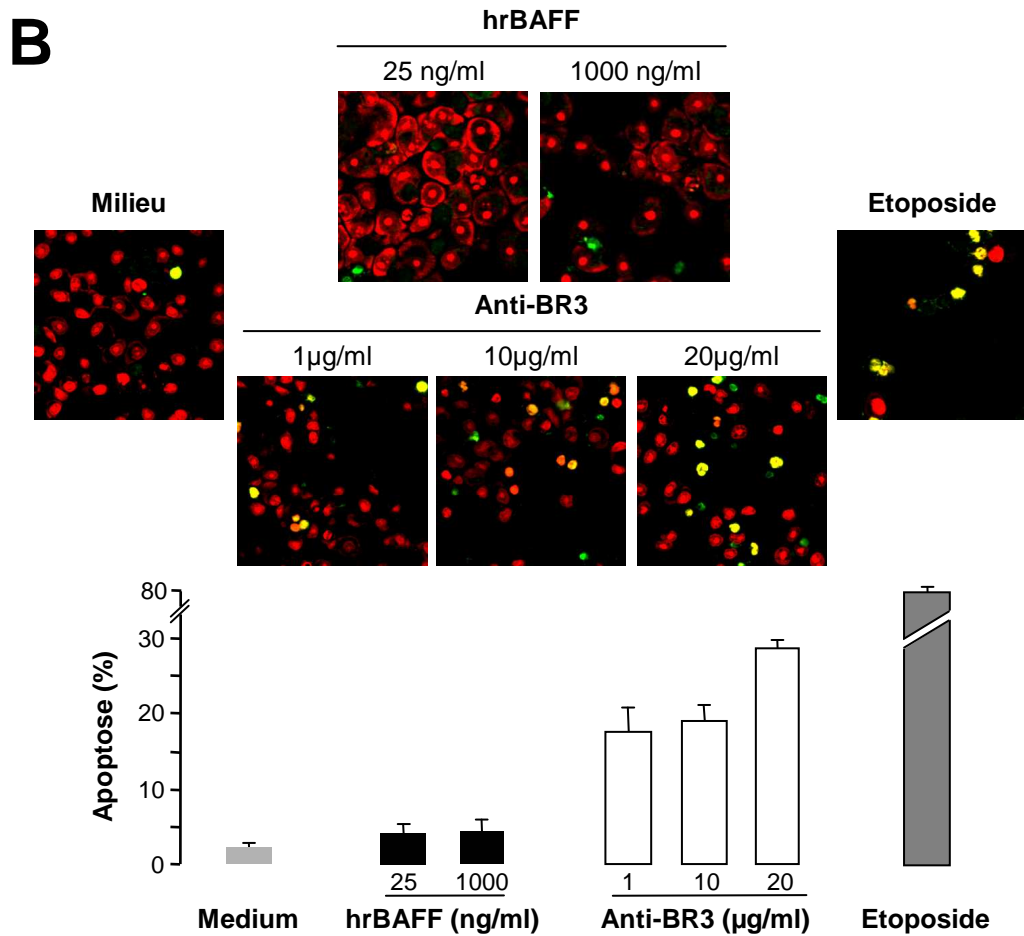 B
hrBAFF
25 ng/ml 1000 ng/ml
Milieu
Etoposide
Anti-BR3
1µg/ml 10µg/ml 20µg/ml
80
30
20
10
0
Apoptose (%)
25 1000 1 10 20
Medium hrBAFF (ng/ml) Anti-BR3 (µg/ml) Etoposide